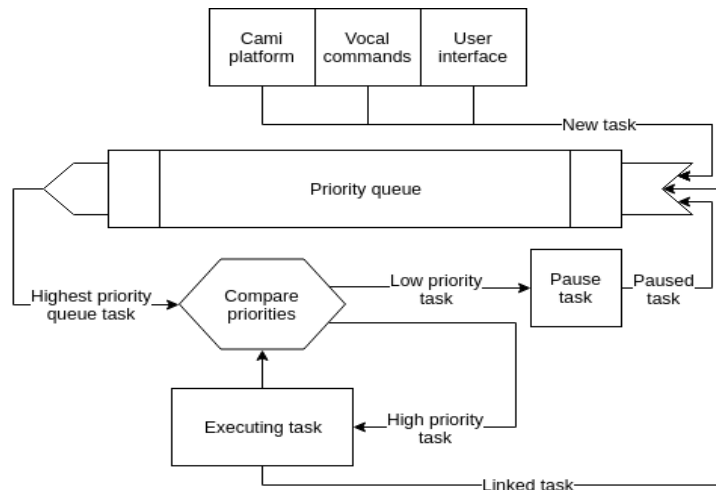 Cami
platform
Vocal
commands
User
interface
New task
Priority queue
Highest priority
queue task
Compare
priorities
Low priority
task
Pause
task
Paused
task
Executing task
High priority
task
Linked task